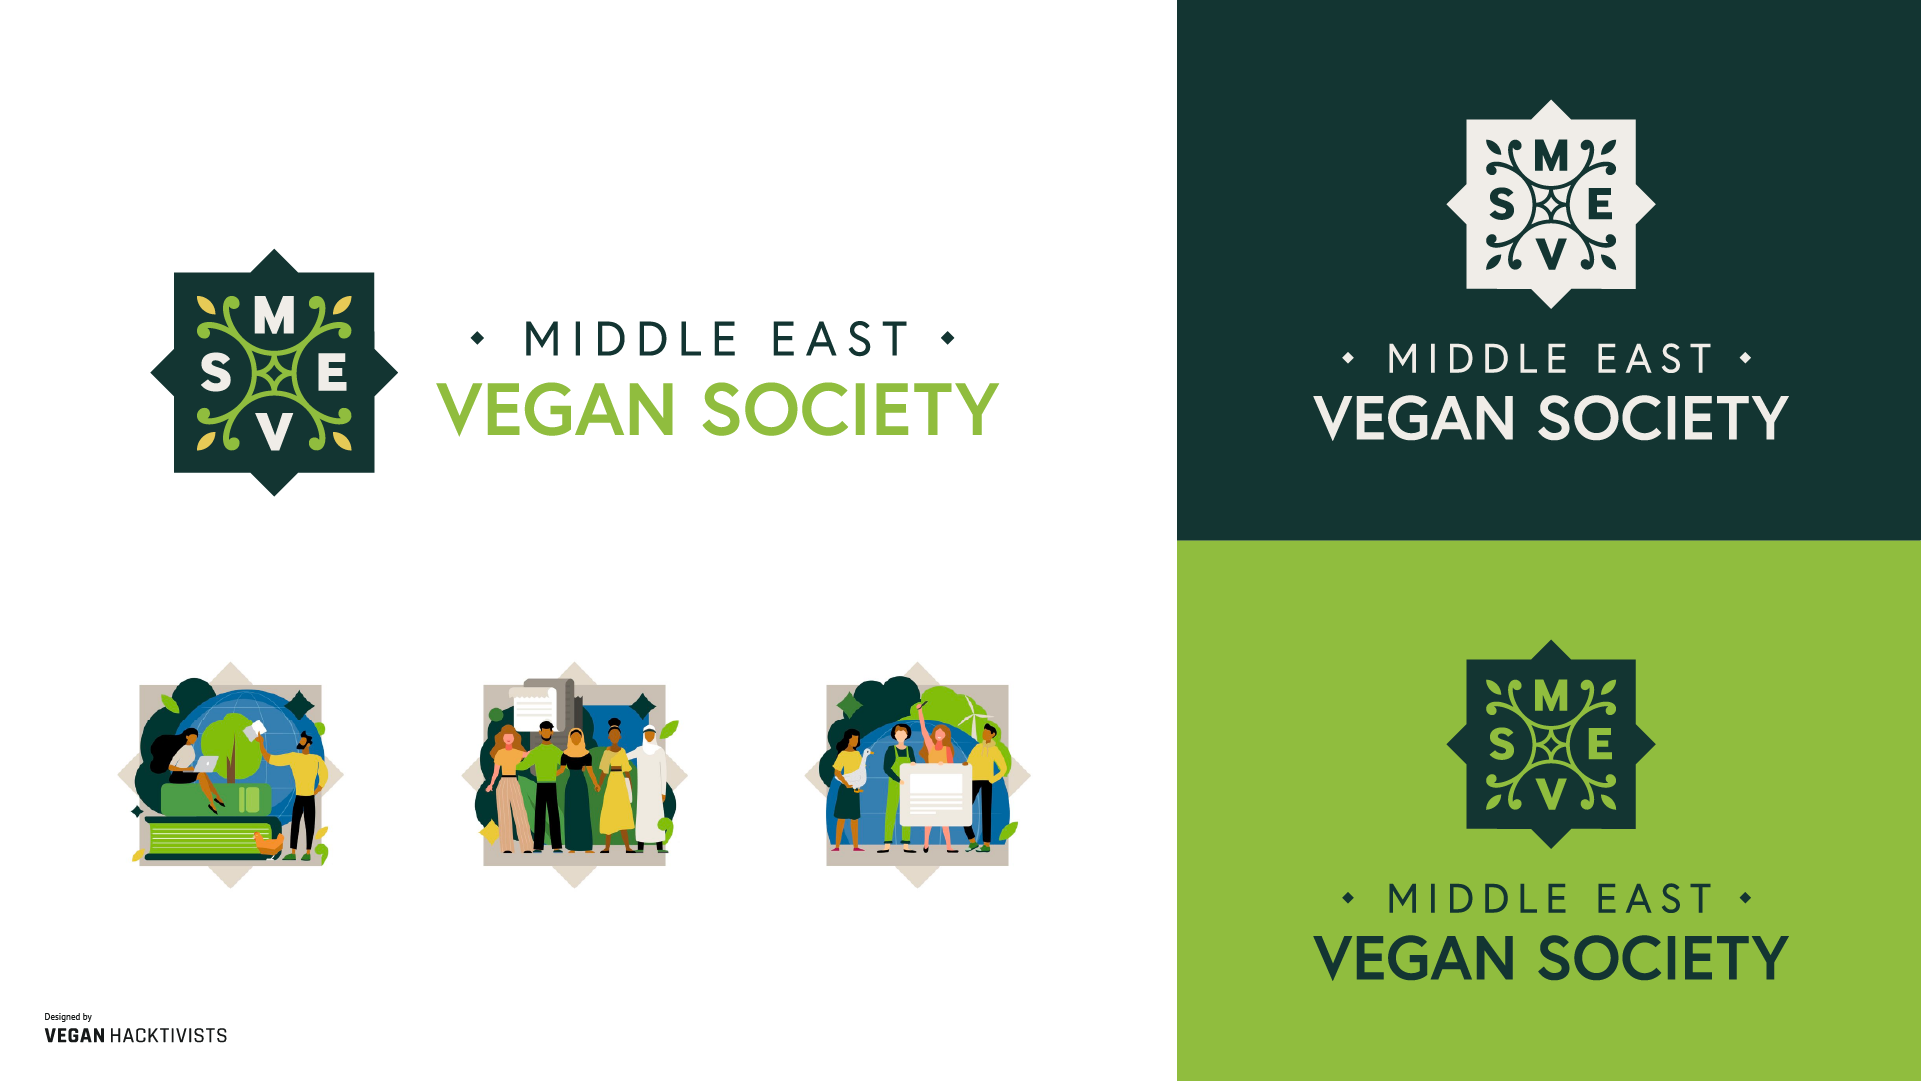 M
S E
V
• MIDDLE EAST •
VEGAN SOCIETY
M
S E
V
• MIDDLE EAST •
VEGAN SOCIETY
M
S E
V
• MIDDLE EAST •
VEGAN SOCIETY
Designed by
VEGAN HACKTIVISTS